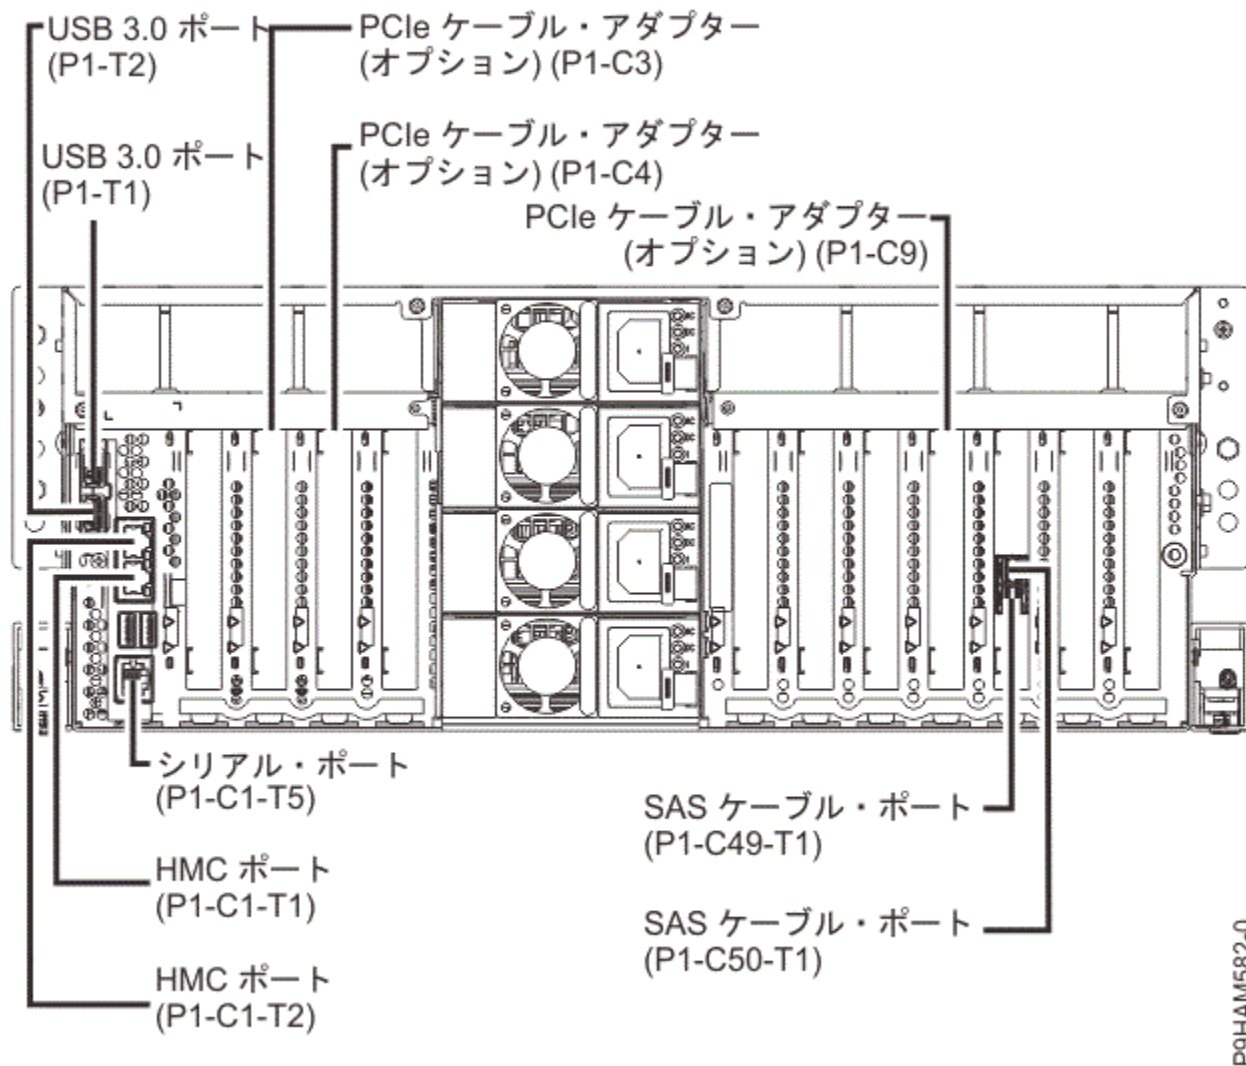 USB 3.0 ポート
(P1-T2)
PCIe ケーブル・アダプター
(オプション) (P1-C3)
USB 3.0 ポート
(P1-T1)
PCIe ケーブル・アダプター
(オプション) (P1-C4)
PCIe ケーブル・アダプター
(オプション) (P1-C9)
シリアル・ポート
(P1-C1-T5)
HMC ポート
(P1-C1-T1)
HMC ポート
(P1-C1-T2)
SAS ケーブル・ポート
(P1-C49-T1)
SAS ケーブル・ポート
(P1-C50-T1)
P9HAM582-0